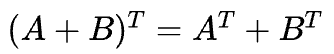 (A + B)^T = A^T + B^T